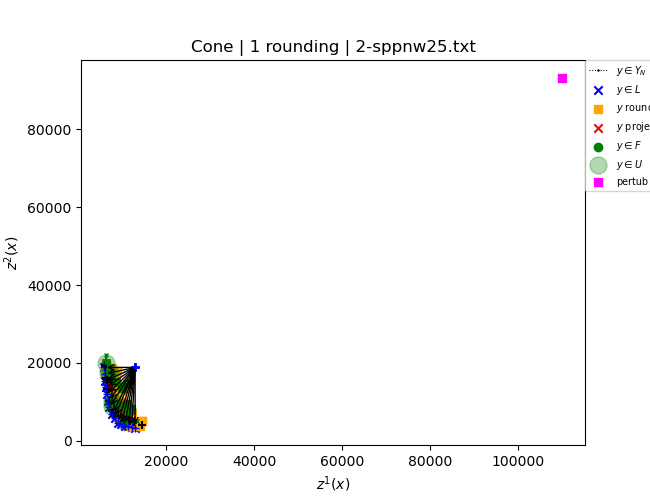 Cone | 1 rounding | 2-sppnw25.txt
z²(x)
80000
60000
40000
20000
0
20000
40000
60000
80000
100000
z¹(x)
y ∈ Y_N
y ∈ L
y
y
y ∈ F
y ∈ U
pertub